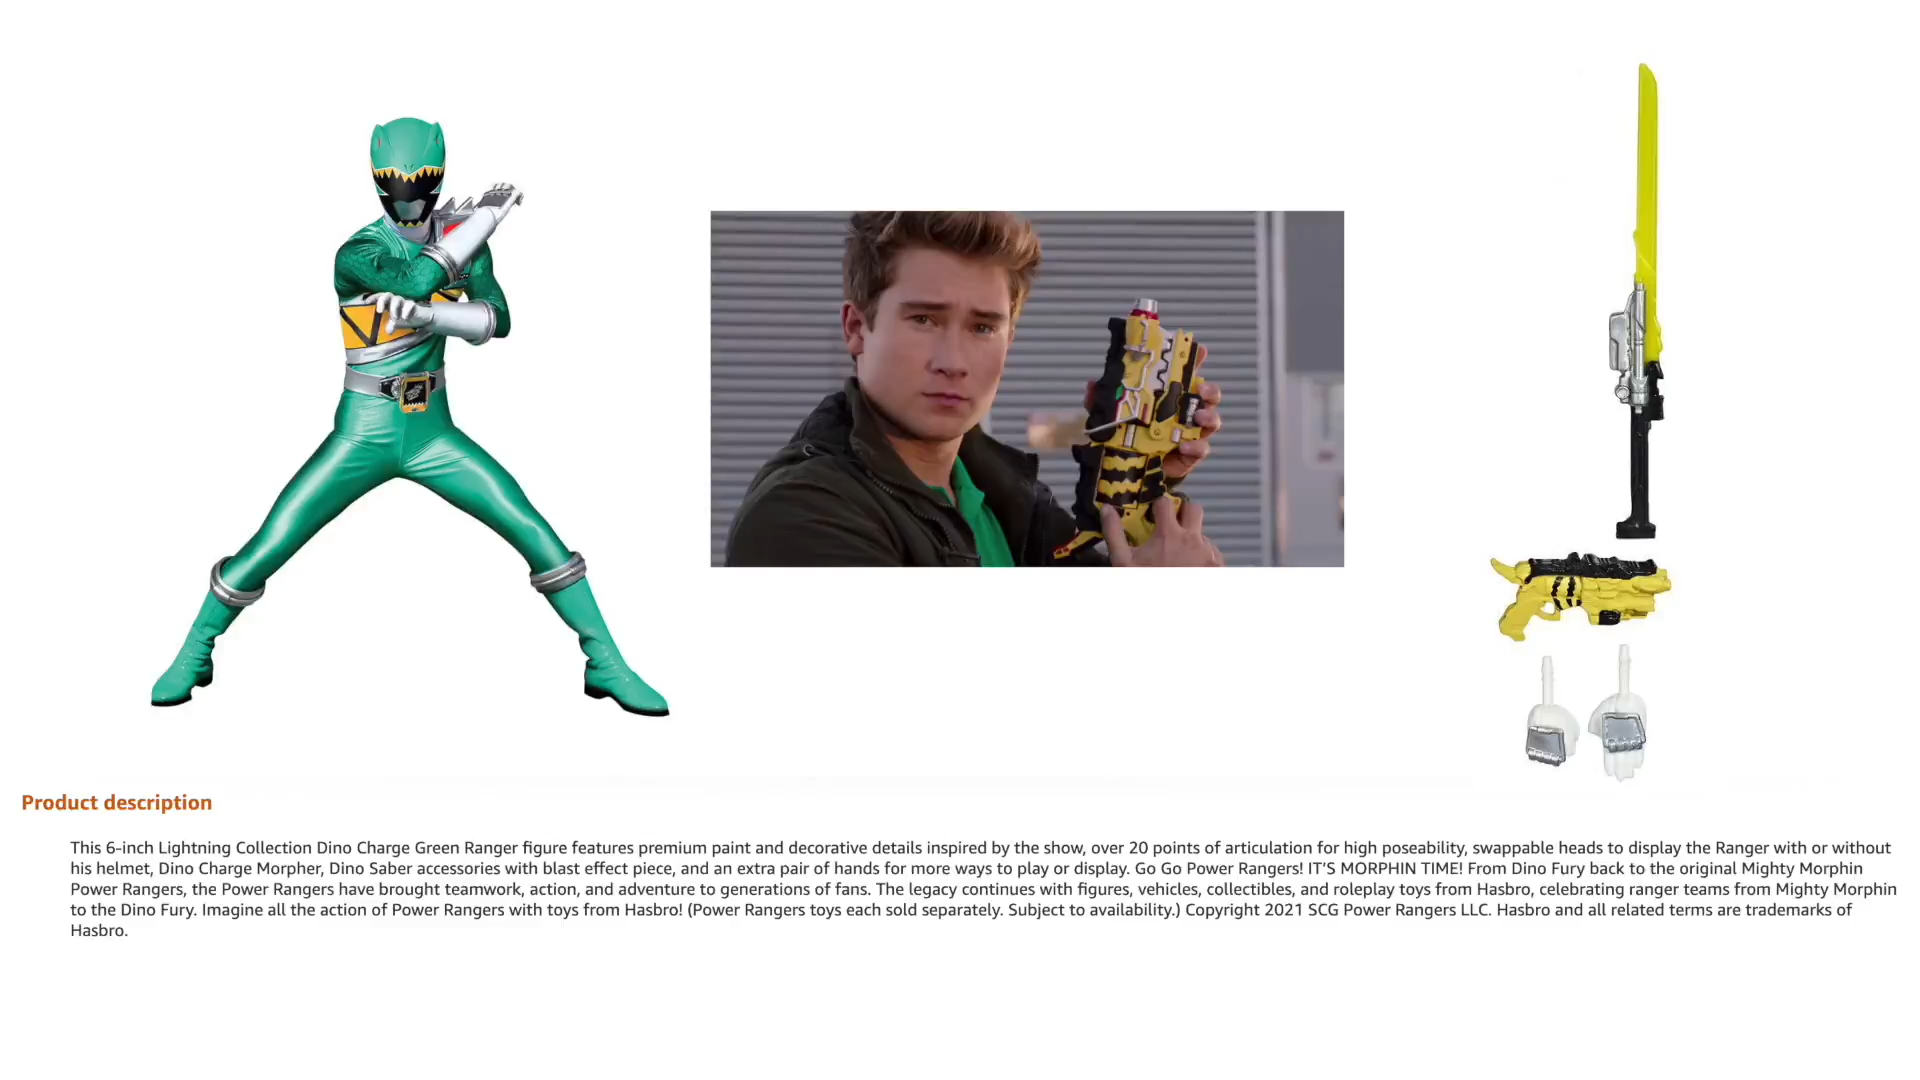 Product description
This 6-inch Lightning Collection Dino Charge Green Ranger figure features premium paint and decorative details inspired by the show, over 20 points of articulation for high poseability, swappable heads to display the Ranger with or without
his helmet, Dino Charge Morpher, Dino Saber accessories with blast effect piece, and an extra pair of hands for more ways to play or display. Go Go Power Rangers! IT'S MORPHIN TIME! From Dino Fury back to the original Mighty Morphin
Power Rangers, the Power Rangers have brought teamwork, action, and adventure to generations of fans. The legacy continues with figures, vehicles, collectibles, and roleplay toys from Hasbro, celebrating ranger teams from Mighty Morphin
to the Dino Fury. Imagine all the action of Power Rangers with toys from Hasbro! (Power Rangers toys each sold separately. Subject to availability.) Copyright 2021 SCG Power Rangers LLC. Hasbro and all related terms are trademarks of
Hasbro.